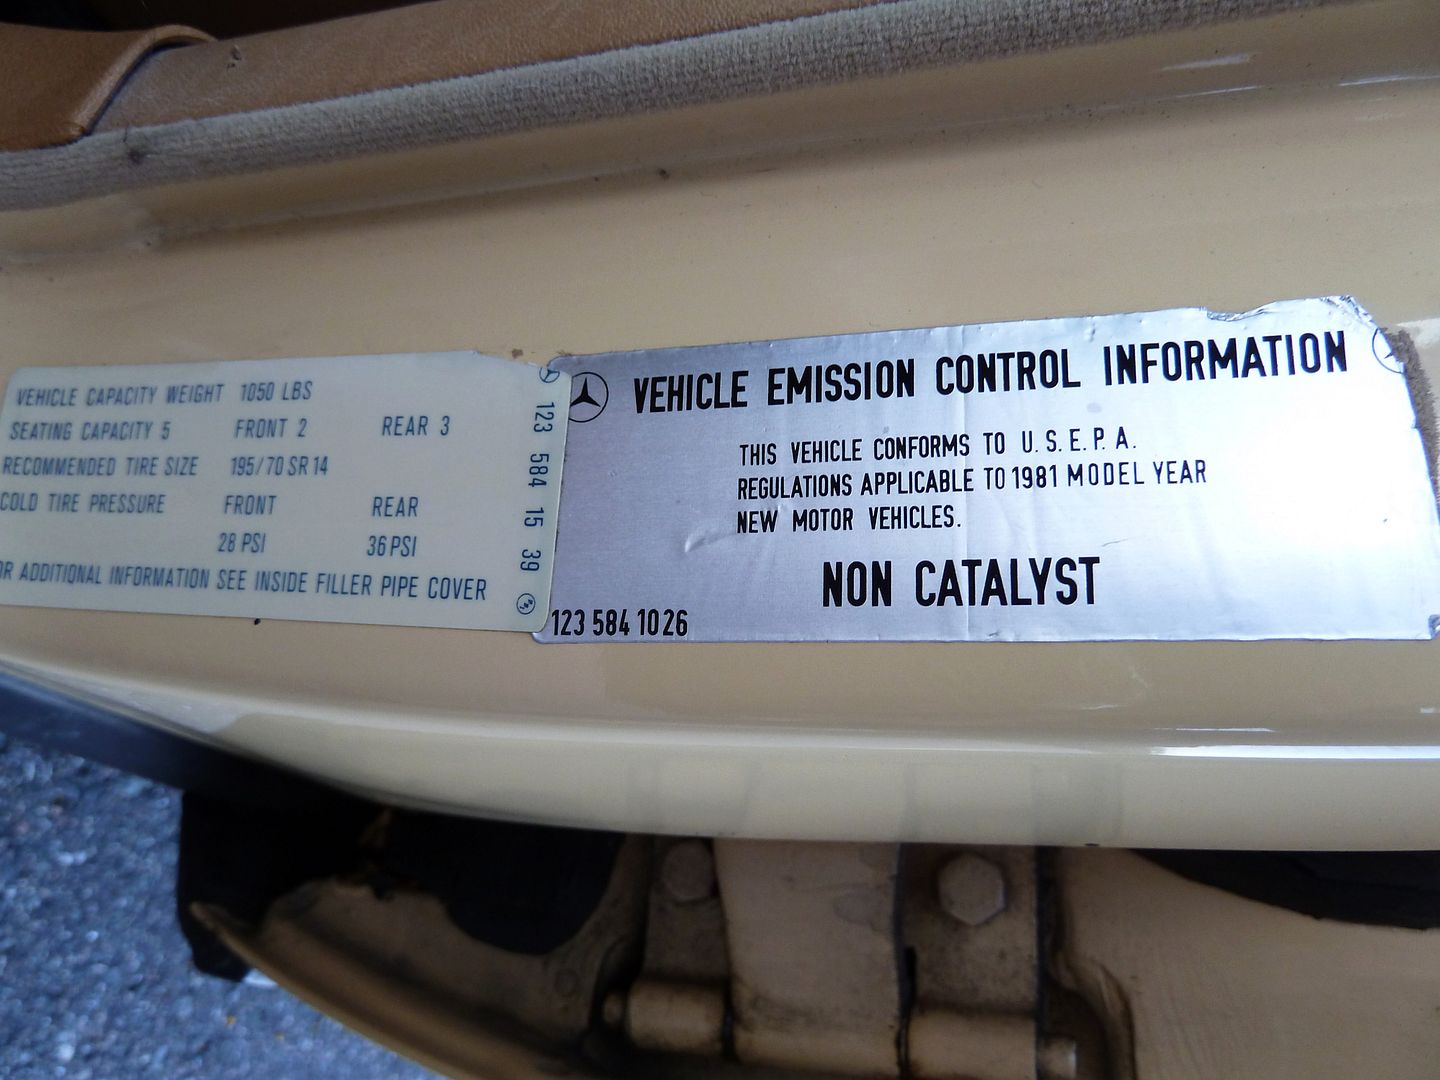 VEHICLE CAPACITY WEIGHT 1050 LBS
SEATING CAPACITY 5 FRONT 2 REAR 3
RECOMMENDED TIRE SIZE 195/70 SR 14
COLD TIRE PRESSURE FRONT REAR
28 PSI 36 PSI
OR ADDITIONAL INFORMATION SEE INSIDE FILLER PIPE COVER
123 584 15 39
VEHICLE EMISSION CONTROL INFORMATION
THIS VEHICLE CONFORMS TO U.S.E.P.A.
REGULATIONS APPLICABLE TO 1981 MODEL YEAR
NEW MOTOR VEHICLES.
NON CATALYST
123 584 10 26